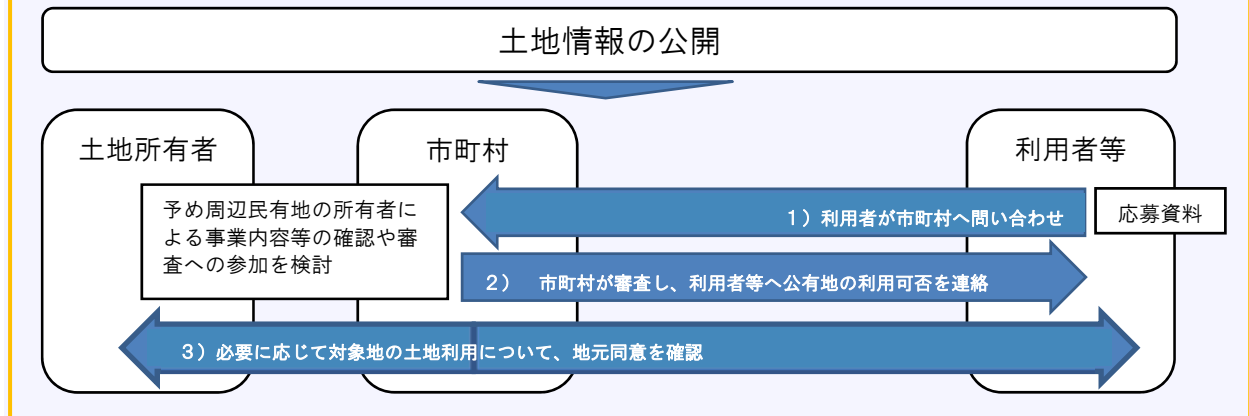 土地情報の公開
土地所有者
市町村
利用者等
予め周辺民有地の所有者に
よる事業内容等の確認や審
査への参加を検討
1）利用者が市町村へ問い合わせ
応募資料
2）　市町村が審査し、利用者等へ公有地の利用可否を連絡
3）必要に応じて対象地の土地利用について、地元同意を確認